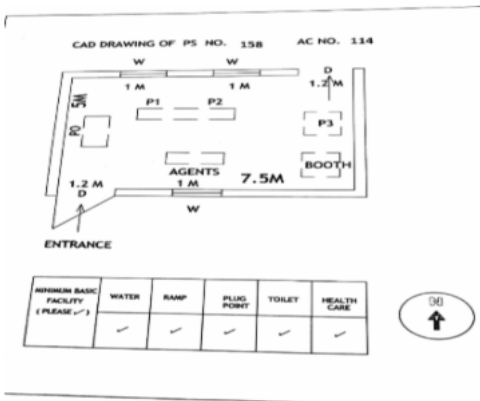 CAD DRAWING OF PS NO. 158 AC NO. 114
W W D
1 M 1 M 1.2 M
5M
P1 P2
PO
P3
AGENTS
BOOTH
1.2 M 1 M 7.5M
D
W
ENTRANCE
MINIMUM BASIC FACILITY (PLEASE ✓) WATER RAMP PLUG POINT TOILET HEALTH CARE
✓ ✓ ✓ ✓ ✓
N